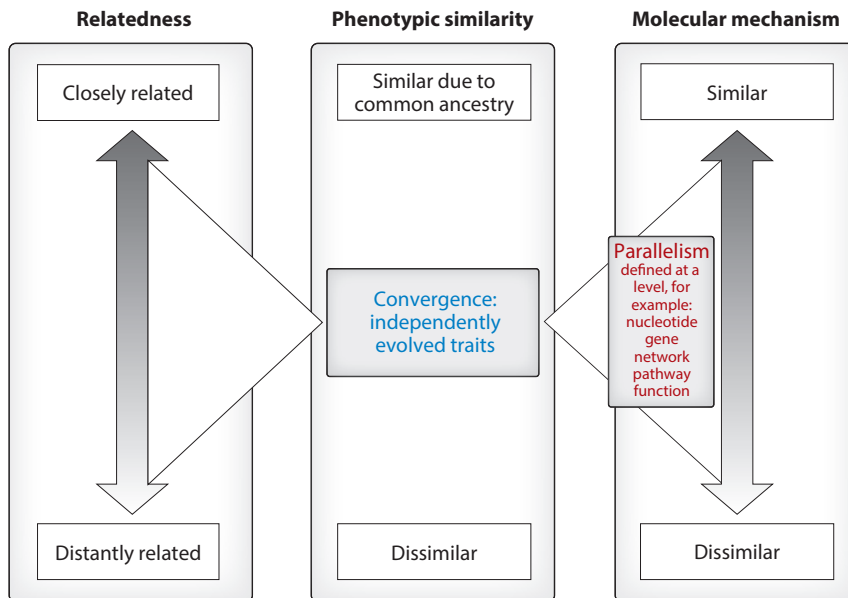 Relatedness
Phenotypic similarity
Molecular mechanism
Closely related
Similar due to
common ancestry
Similar
Convergence:
independently
evolved traits
Parallelism
defined at a
level, for
example:
nucleotide
gene
network
pathway
function
Distantly related
Dissimilar
Dissimilar